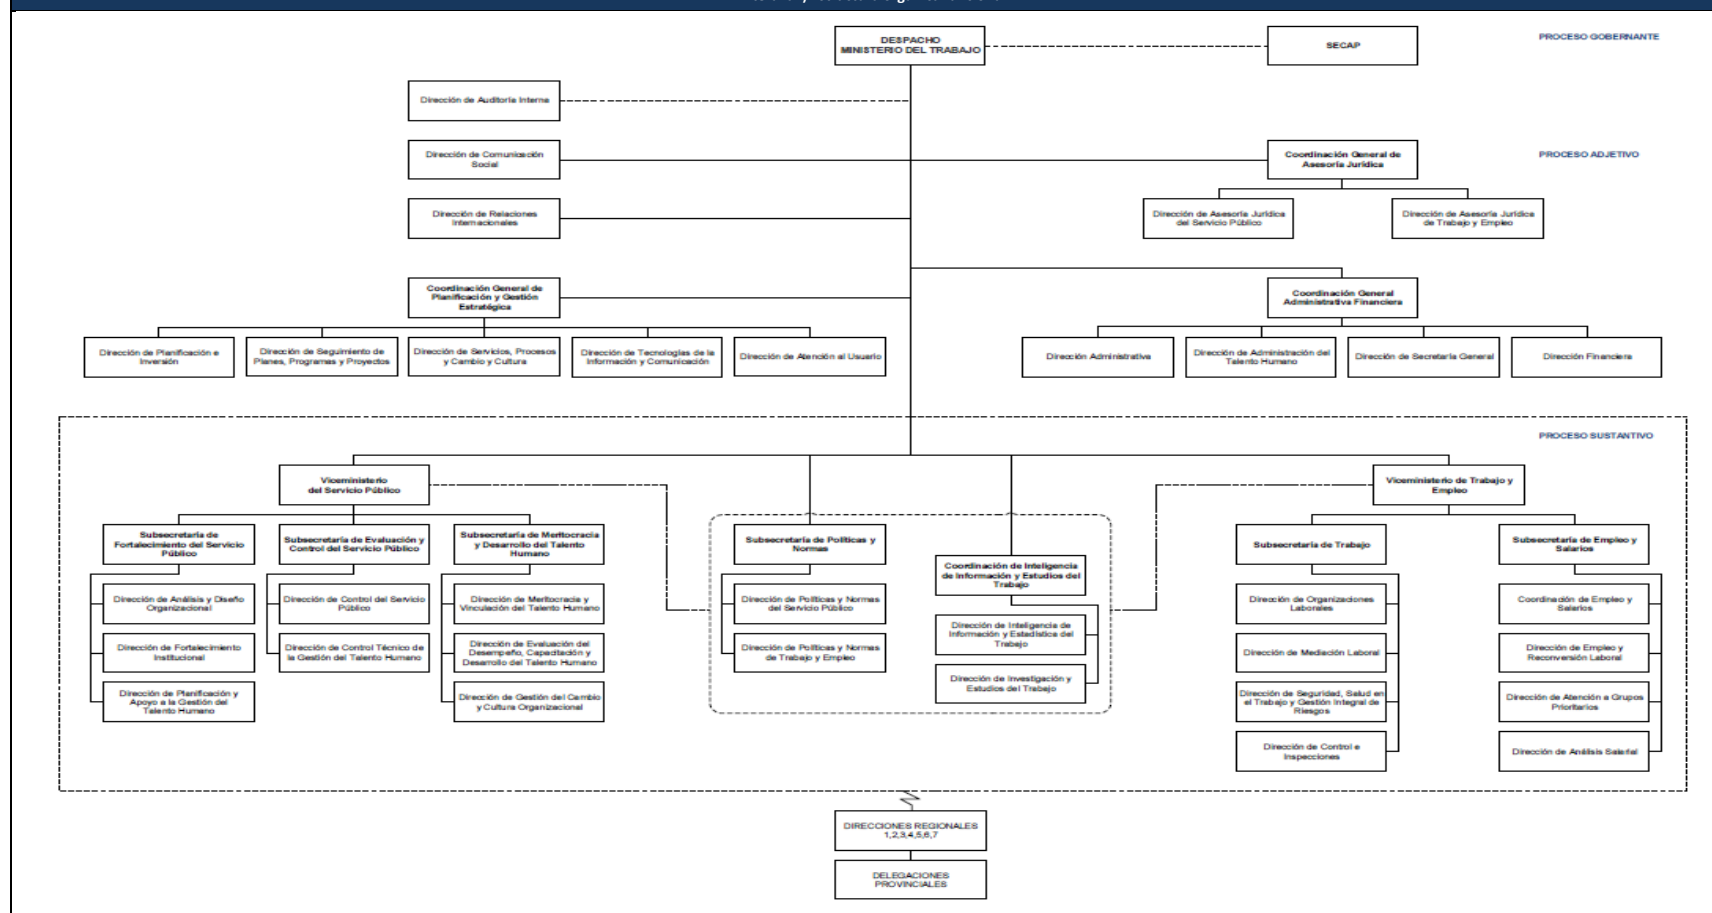 DESPACHO
MINISTERIO DEL TRABAJO
SECAP
PROCESO GOBERNANTE
Dirección de Auditoría Interna
Dirección de Comunicación
Social
Coordinación General de
Asesoría Jurídica
PROCESO ADJETIVO
Dirección de Relaciones
Internacionales
Dirección de Asesoría Jurídica
del Servicio Público
Dirección de Asesoría Jurídica
de Trabajo y Empleo
Coordinación General de
Planificación y Gestión
Estratégica
Coordinación General
Administrativa Financiera
Dirección de Planificación e
Inversión
Dirección de Seguimiento de
Planes, Programas y Proyectos
Dirección de Servicios, Procesos
y Cambio y Cultura
Dirección de Tecnologías de la
Información y Comunicación
Dirección de Atención al Usuario
Dirección Administrativa
Dirección de Administración del
Talento Humano
Dirección de Secretaría General
Dirección Financiera
PROCESO SUSTANTIVO
Viceministerio
del Servicio Público
Viceministerio de Trabajo y
Empleo
Subsecretaría de
Fortalecimiento del Servicio
Público
Subsecretaría de Evaluación y
Control del Servicio Público
Subsecretaría de Meritocracia
y Desarrollo del Talento
Humano
Subsecretaría de Políticas y
Normas
Coordinación de Inteligencia
de Información y Estudios del
Trabajo
Subsecretaría de Trabajo
Subsecretaría de Empleo y
Salarios
Dirección de Análisis y Diseño
Organizacional
Dirección de Control del Servicio
Público
Dirección de Meritocracia y
Vinculación del Talento Humano
Dirección de Políticas y Normas
del Servicio Público
Dirección de Inteligencia de
Información y Estadística del
Trabajo
Dirección de Organizaciones
Laborales
Coordinación de Empleo y
Salarios
Dirección de Fortalecimiento
Institucional
Dirección de Control Técnico de
la Gestión del Talento Humano
Dirección de Evaluación del
Desempeño, Capacitación y
Desarrollo del Talento Humano
Dirección de Políticas y Normas
de Trabajo y Empleo
Dirección de Investigación y
Estudios del Trabajo
Dirección de Mediación Laboral
Dirección de Empleo y
Reconversión Laboral
Dirección de Planificación y
Apoyo a la Gestión del
Talento Humano
Dirección de Gestión del Cambio
y Cultura Organizacional
Dirección de Seguridad, Salud en
el Trabajo y Gestión Integral de
Riesgos
Dirección de Atención a Grupos
Prioritarios
Dirección de Control e
Inspecciones
Dirección de Análisis Salarial
DIRECCIONES REGIONALES
1,2,3,4,5,6,7
DELEGACIONES
PROVINCIALES